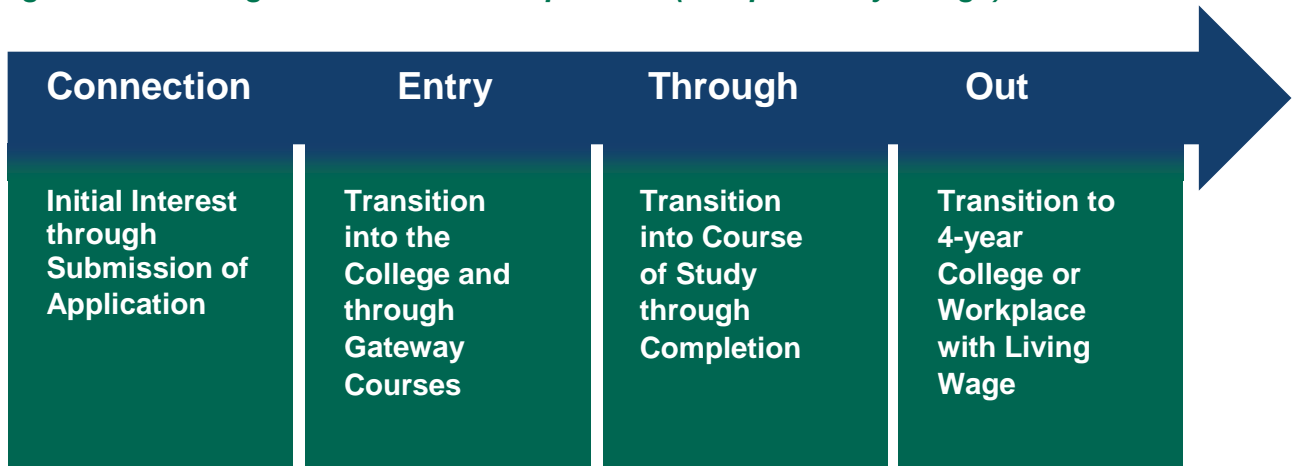 Connection Entry Through Out
Initial Interest
through
Submission of
Application
Transition
into the
College and
through
Gateway
Courses
Transition
into Course
of Study
through
Completion
Transition to
4-year
College or
Workplace
with Living
Wage